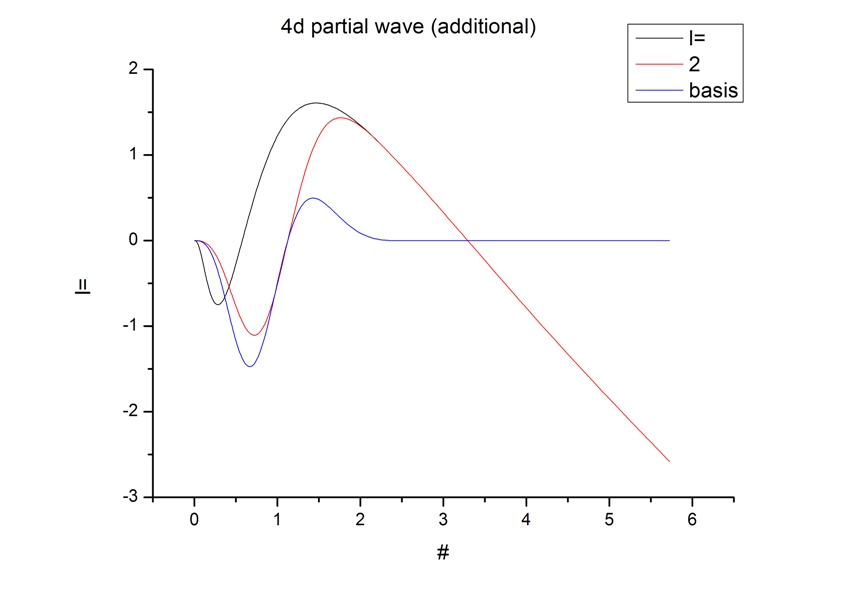 4d partial wave (additional)
l=
2
basis
2
1
0
-1
-2
-3
l=
0 1 2 3 4 5 6
#